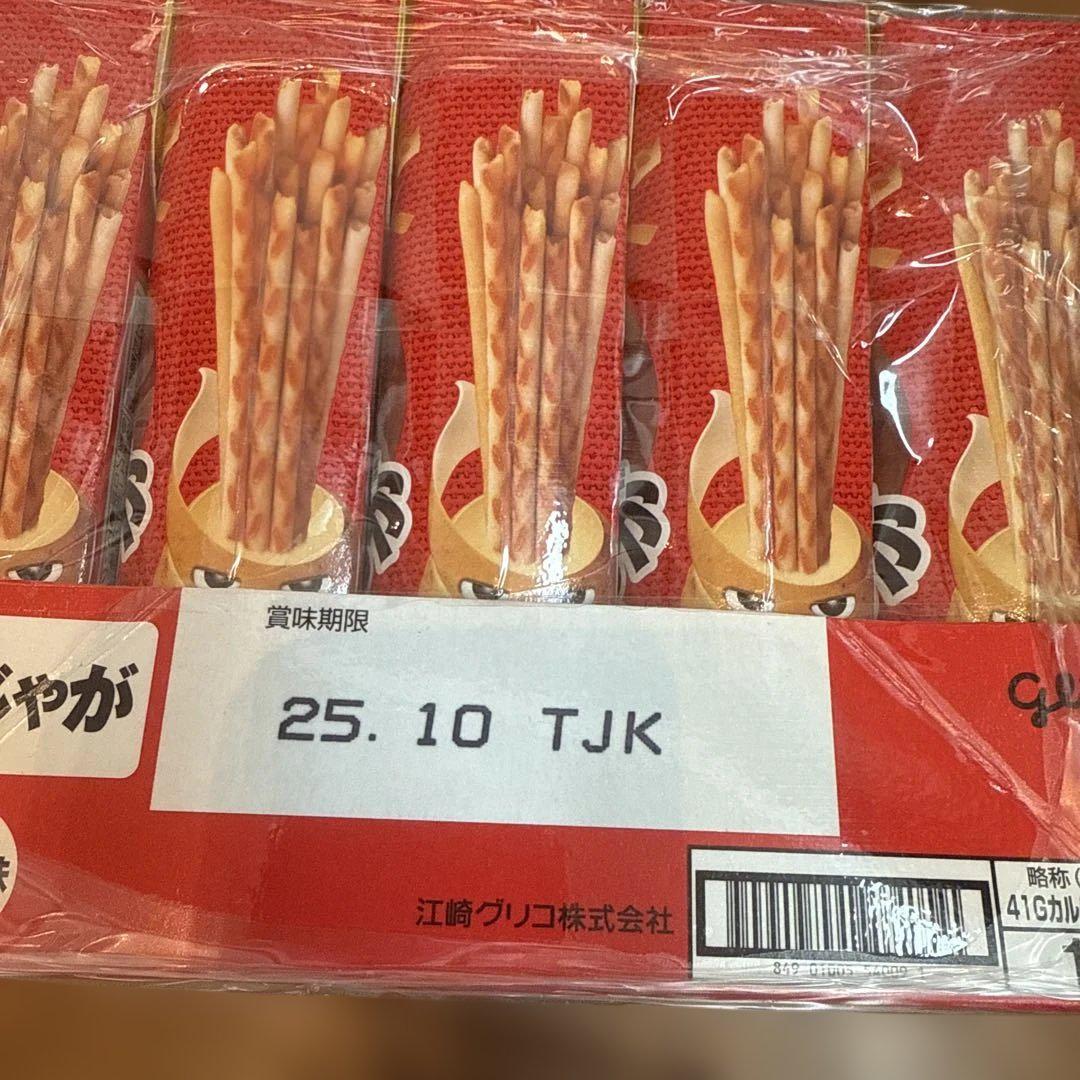 賞味期限
25. 10 TJK
じゃが
江崎グリコ株式会社
略称
41Gカル